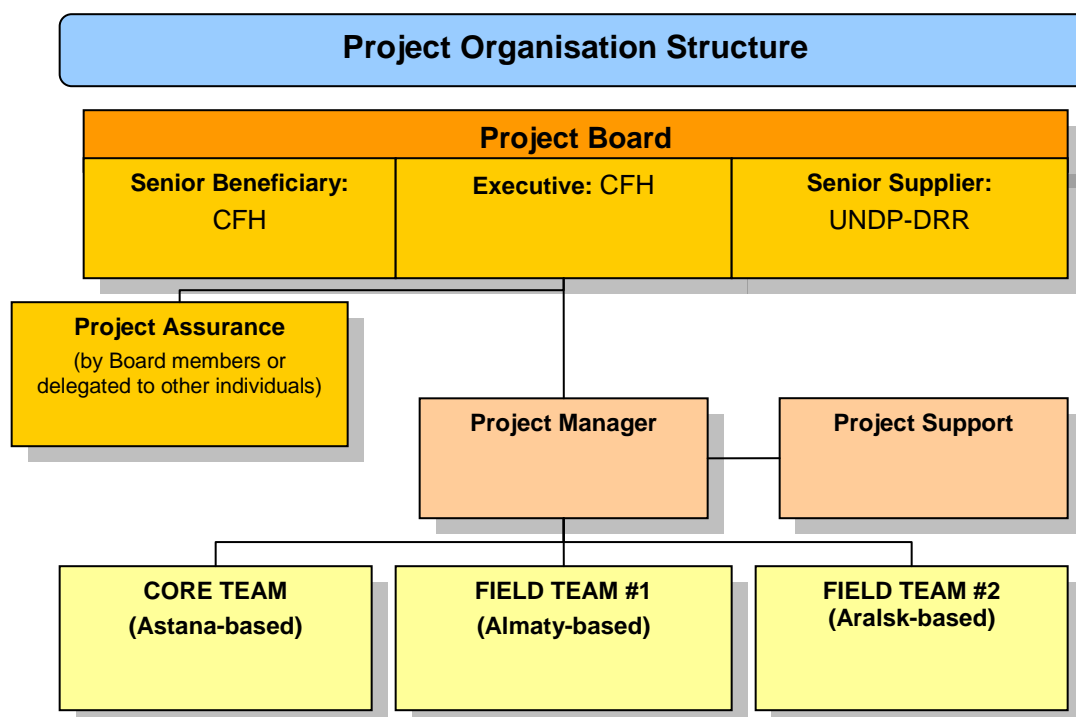 Project Organisation Structure
Project Board
Senior Beneficiary:
CFH
Executive: CFH
Senior Supplier:
UNDP-DRR
Project Assurance
(by Board members or
delegated to other individuals)
Project Manager
Project Support
CORE TEAM
(Astana-based)
FIELD TEAM #1
(Almaty-based)
FIELD TEAM #2
(Aralsk-based)